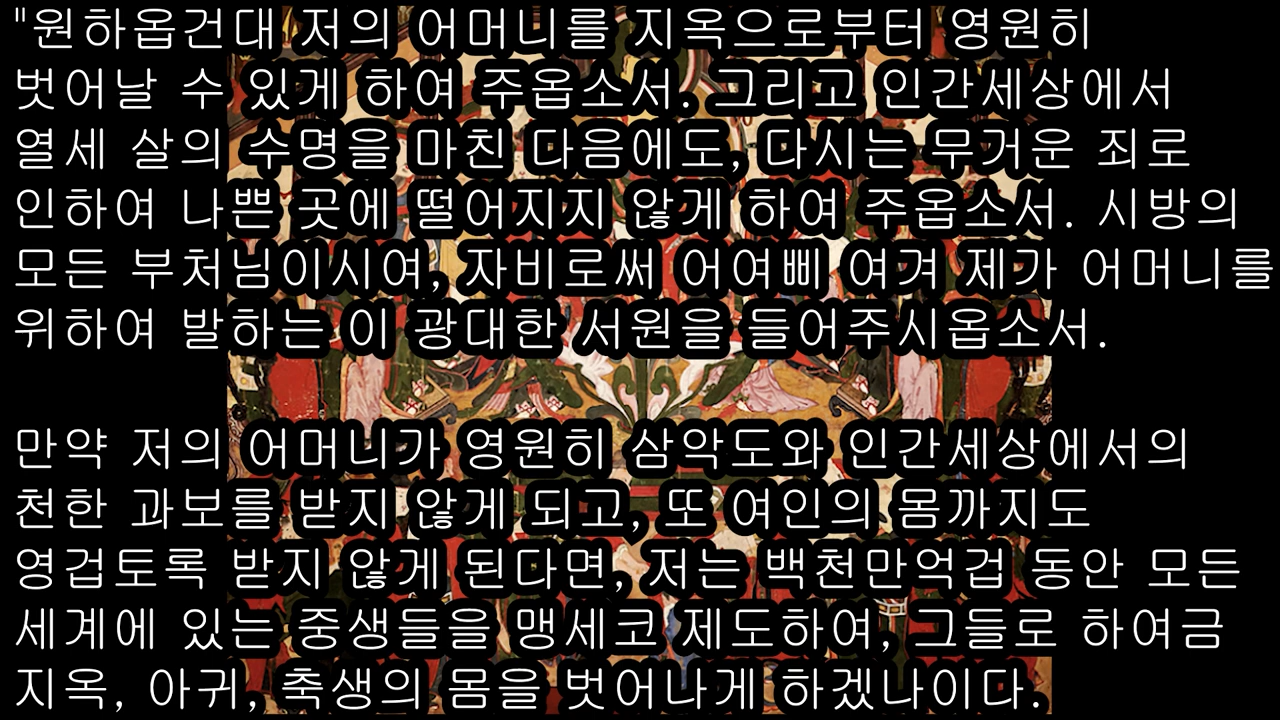 "원하옵건대 저의 어머니를 지옥으로부터 영원히
벗어날 수 있게 하여 주옵소서. 그리고 인간세상에서
열세 살의 수명을 마친 다음에도, 다시는 무거운 죄로
인하여 나쁜 곳에 떨어지지 않게 하여 주옵소서. 시방의
모든 부처님이시여, 자비로써 어여삐 여겨 제가 어머니를
위하여 발하는 이 광대한 서원을 들어주시옵소서.
만약 저의 어머니가 영원히 삼악도와 인간세상에서의
천한 과보를 받지 않게 되고, 또 여인의 몸까지도
영겁토록 받지 않게 된다면, 저는 백천만억겁 동안 모든
세계에 있는 중생들을 맹세코 제도하여, 그들로 하여금
지옥, 아귀, 축생의 몸을 벗어나게 하겠나이다.